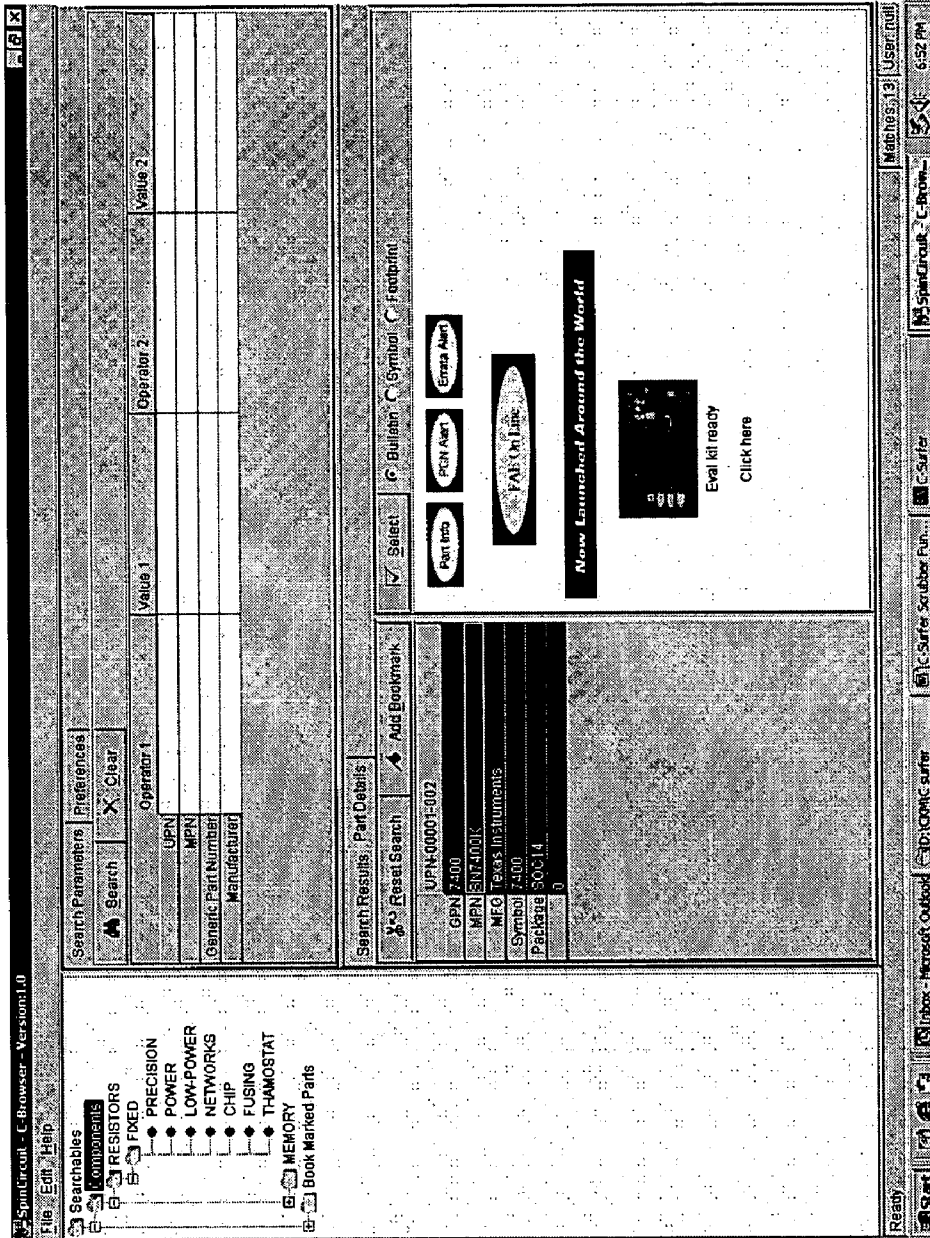 SpinCircuit - C-Browser - Version:1.0
File Edit Help
Searchables
Components
RESISTORS
FIXED
PRECISION
POWER
LOW-POWER
NETWORKS
CHIP
FUSING
THAMOSTAT
MEMORY
Book Marked Parts
Search Parameters Preferences
Search Clear
Operator 1 Value 1 Operator 2 Value 2
UPN
MPN
Generic Part Number
Manufacturer
Search Results Part Details
Reset Search Add Bookmark
UPN-00001-002
GPN 7400
MPN SN7400IK
MFG Texas Instruments
Symbol 7400
Package SOC14
0
Select Bulletin Symbol Footprint
Part Info PCN Alert Errata Alert
FAE On Line
Now Launched Around the World
Eval kit ready
Click here
Ready Matches:13 User: null
Start Inbox - Microsoft Outlook C-Surfer Scrubber Fun... C-Surfer SpinCircuit - C-Brow... 6:52 PM